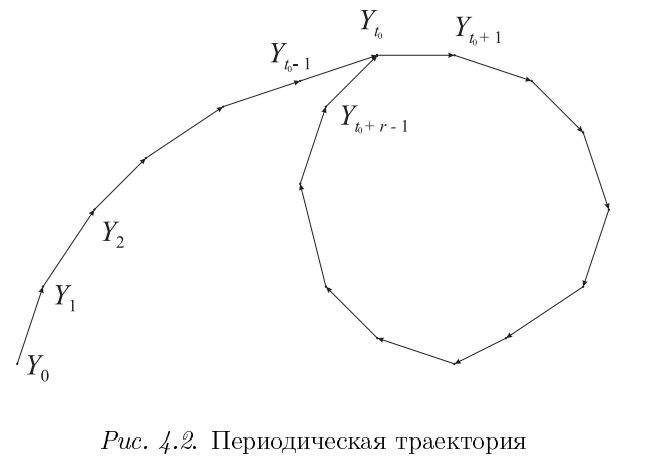 Y_{t_0}
Y_{t_0+1}
Y_{t_0-1}
Y_{t_0+r-1}
Y_2
Y_1
Y_0
Рис. 4.2. Периодическая траектория